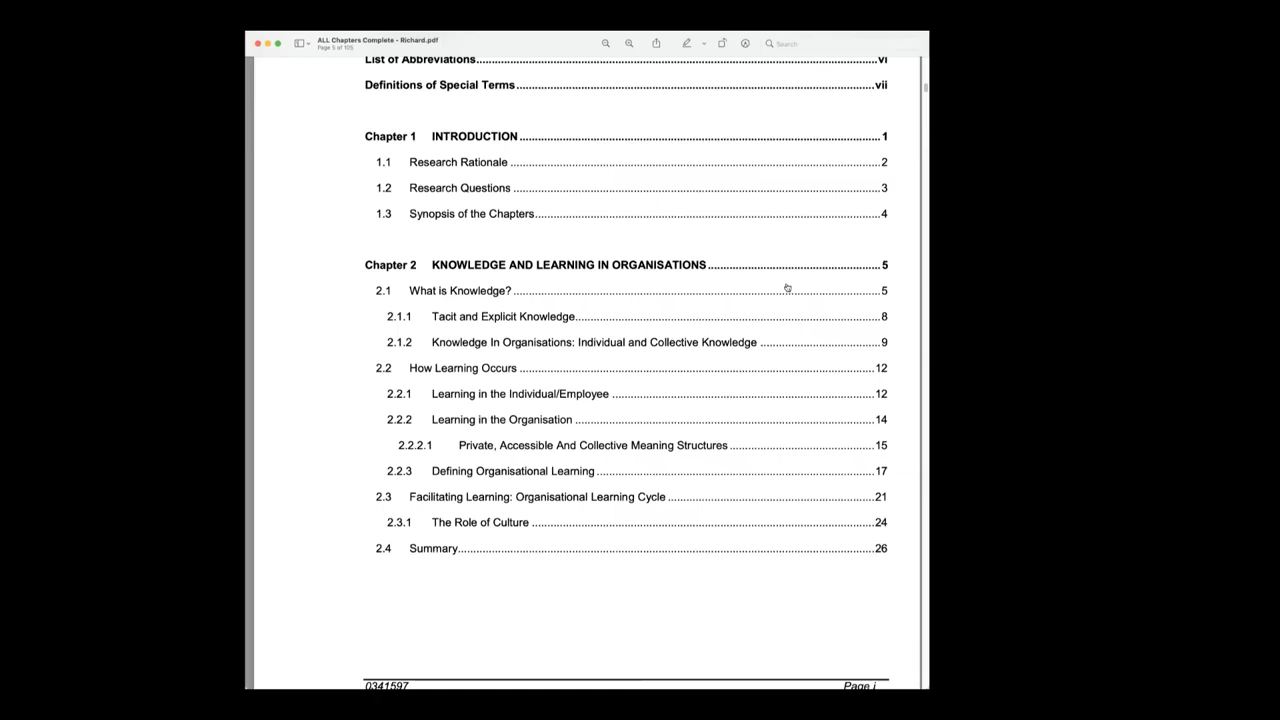 ALL Chapters Complete - Richard.pdf
Page 5 of 105
Search
List of Abbreviations vi
Definitions of Special Terms vii
Chapter 1 INTRODUCTION 1
1.1 Research Rationale 2
1.2 Research Questions 3
1.3 Synopsis of the Chapters 4
Chapter 2 KNOWLEDGE AND LEARNING IN ORGANISATIONS 5
2.1 What is Knowledge? 5
2.1.1 Tacit and Explicit Knowledge 8
2.1.2 Knowledge In Organisations: Individual and Collective Knowledge 9
2.2 How Learning Occurs 12
2.2.1 Learning in the Individual/Employee 12
2.2.2 Learning in the Organisation 14
2.2.2.1 Private, Accessible And Collective Meaning Structures 15
2.2.3 Defining Organisational Learning 17
2.3 Facilitating Learning: Organisational Learning Cycle 21
2.3.1 The Role of Culture 24
2.4 Summary 26
0341597 Page i